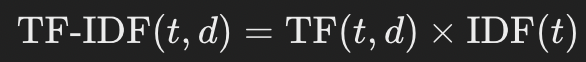 TF-IDF(t, d) = TF(t, d) × IDF(t)